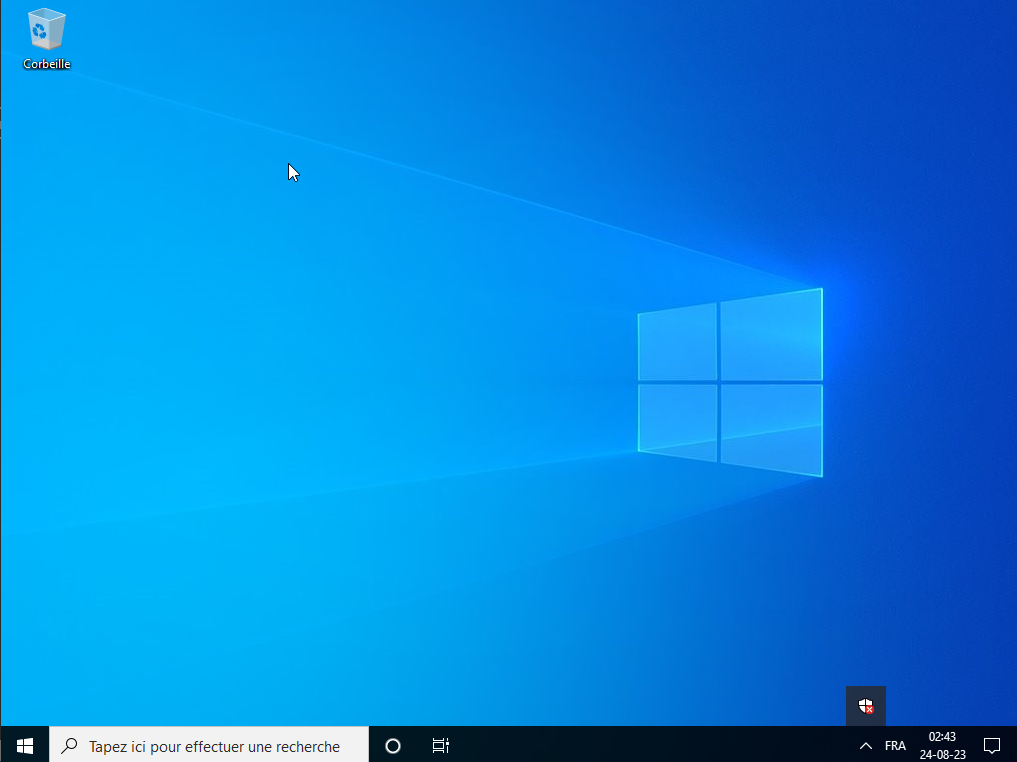 Corbeille
Tapez ici pour effectuer une recherche
FRA
02:43
24-08-23